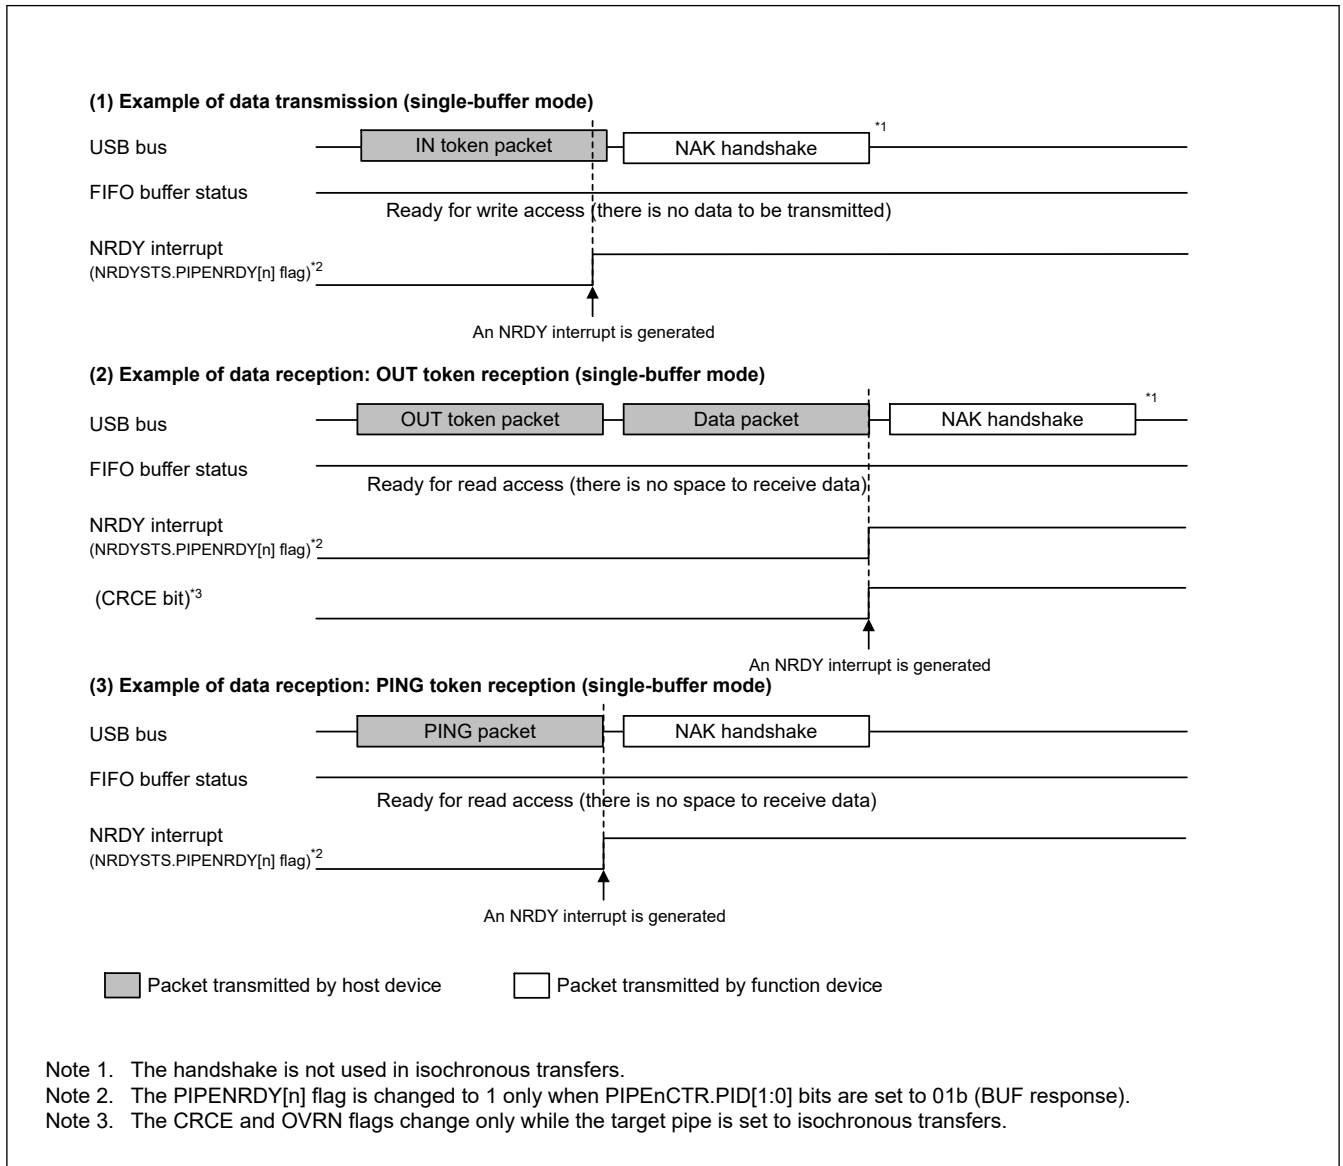 (1) Example of data transmission (single-buffer mode)
USB bus
IN token packet
NAK handshake
*1
FIFO buffer status
Ready for write access (there is no data to be transmitted)
NRDY interrupt
(NRDYSTS.PIPENRDY[n] flag)*2
An NRDY interrupt is generated
(2) Example of data reception: OUT token reception (single-buffer mode)
USB bus
OUT token packet
Data packet
NAK handshake
*1
FIFO buffer status
Ready for read access (there is no space to receive data)
NRDY interrupt
(NRDYSTS.PIPENRDY[n] flag)*2
(CRCE bit)*3
An NRDY interrupt is generated
(3) Example of data reception: PING token reception (single-buffer mode)
USB bus
PING packet
NAK handshake
FIFO buffer status
Ready for read access (there is no space to receive data)
NRDY interrupt
(NRDYSTS.PIPENRDY[n] flag)*2
An NRDY interrupt is generated
Packet transmitted by host device
Packet transmitted by function device
Note 1. The handshake is not used in isochronous transfers.
Note 2. The PIPENRDY[n] flag is changed to 1 only when PIPEnCTR.PID[1:0] bits are set to 01b (BUF response).
Note 3. The CRCE and OVRN flags change only while the target pipe is set to isochronous transfers.